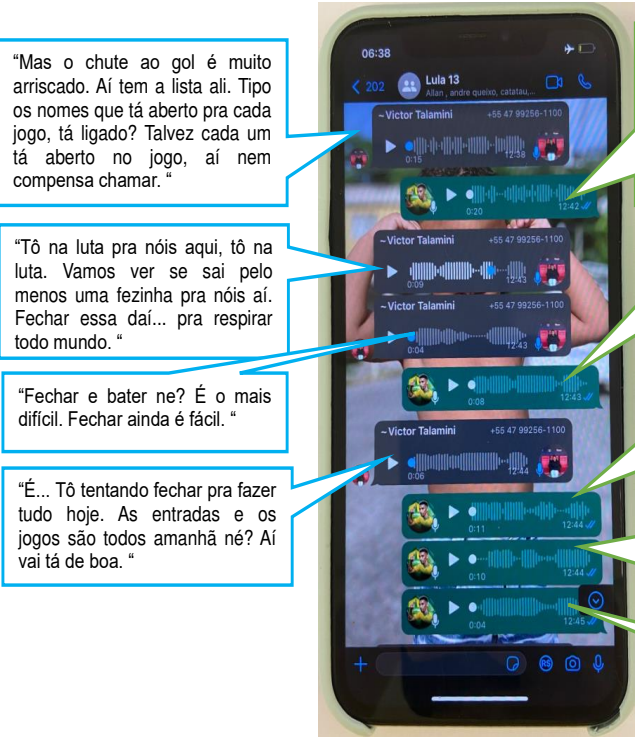 “Mas o chute ao gol é muito
arriscado. Aí tem a lista ali. Tipo
os nomes que tá aberto pra cada
jogo, tá ligado? Talvez cada um
tá aberto no jogo, aí nem
compensa chamar. “
“Tô na luta pra nóis aqui, tô na
luta. Vamos ver se sai pelo
menos uma fezinha pra nóis aí.
Fechar essa daí... pra respirar
todo mundo. “
“Fechar e bater ne? É o mais
difícil. Fechar ainda é fácil. “
“É... Tô tentando fechar pra fazer
tudo hoje. As entradas e os
jogos são todos amanhã né? Aí
vai tá de boa. “
06:38
202
Lula 13
Allan , andre queixo, catatau,...
~Victor Talamini +55 47 99256-1100
0:15 12:38
0:20 12:42
~Victor Talamini +55 47 99256-1100
0:09 12:43
~Victor Talamini +55 47 99256-1100
0:04 12:43
0:08 12:43
~Victor Talamini +55 47 99256-1100
0:06 12:44
0:11 12:44
0:10 12:44
0:04 12:45
R$